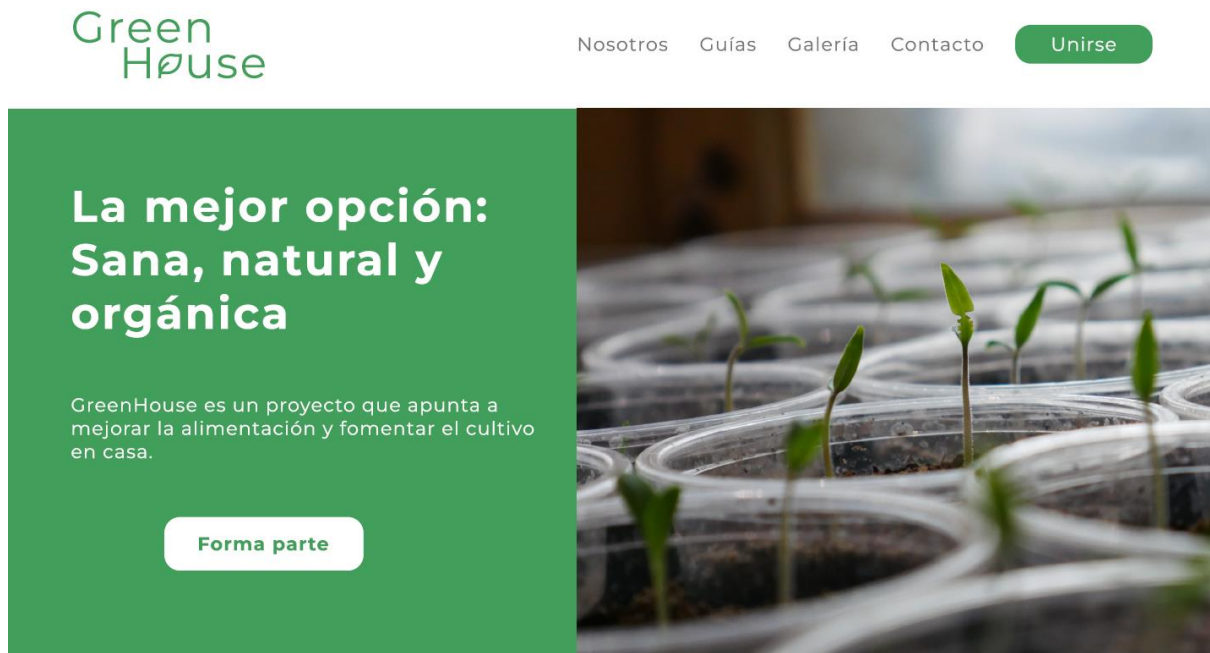 Green
House
Nosotros Guías Galería Contacto Unirse
La mejor opción:
Sana, natural y
orgánica
GreenHouse es un proyecto que apunta a
mejorar la alimentación y fomentar el cultivo
en casa.
Forma parte